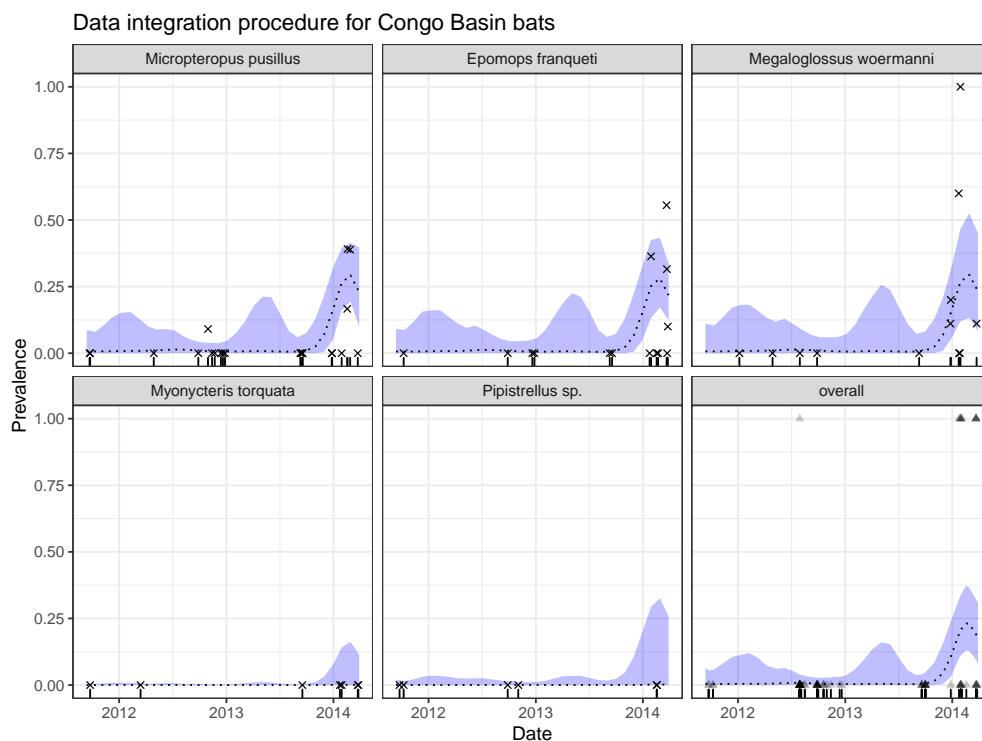 Data integration procedure for Congo Basin bats
Micropteropus pusillus
Epomops franqueti
Megaloglossus woermanni
1.00
0.75
0.50
0.25
0.00
Prevalence
Myonycteris torquata
Pipistrellus sp.
overall
1.00
0.75
0.50
0.25
0.00
2012 2013 2014
2012 2013 2014
2012 2013 2014
Date